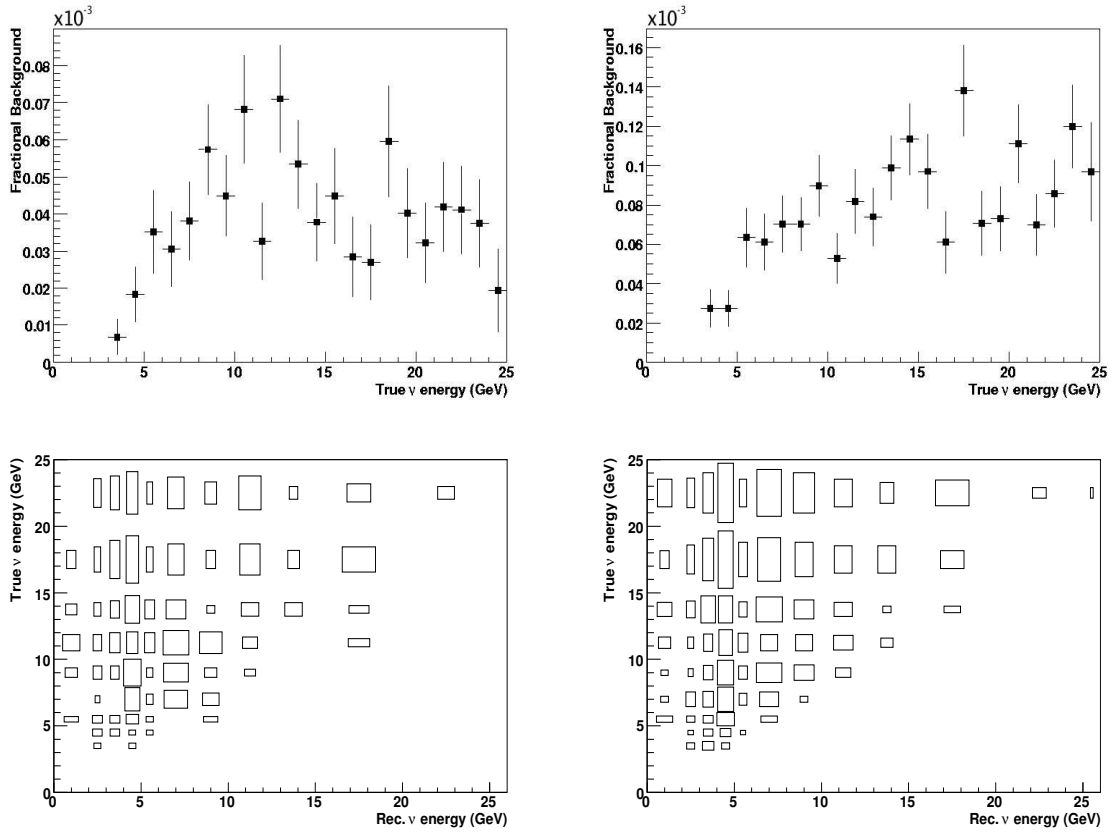 x10⁻³
Fractional Background
0.08
0.07
0.06
0.05
0.04
0.03
0.02
0.01
0
0 5 10 15 20 25
True ν energy (GeV)
x10⁻³
Fractional Background
0.16
0.14
0.12
0.1
0.08
0.06
0.04
0.02
0
0 5 10 15 20 25
True ν energy (GeV)
True ν energy (GeV)
25
20
15
10
5
0
0 5 10 15 20 25
Rec. ν energy (GeV)
True ν energy (GeV)
25
20
15
10
5
0
0 5 10 15 20 25
Rec. ν energy (GeV)